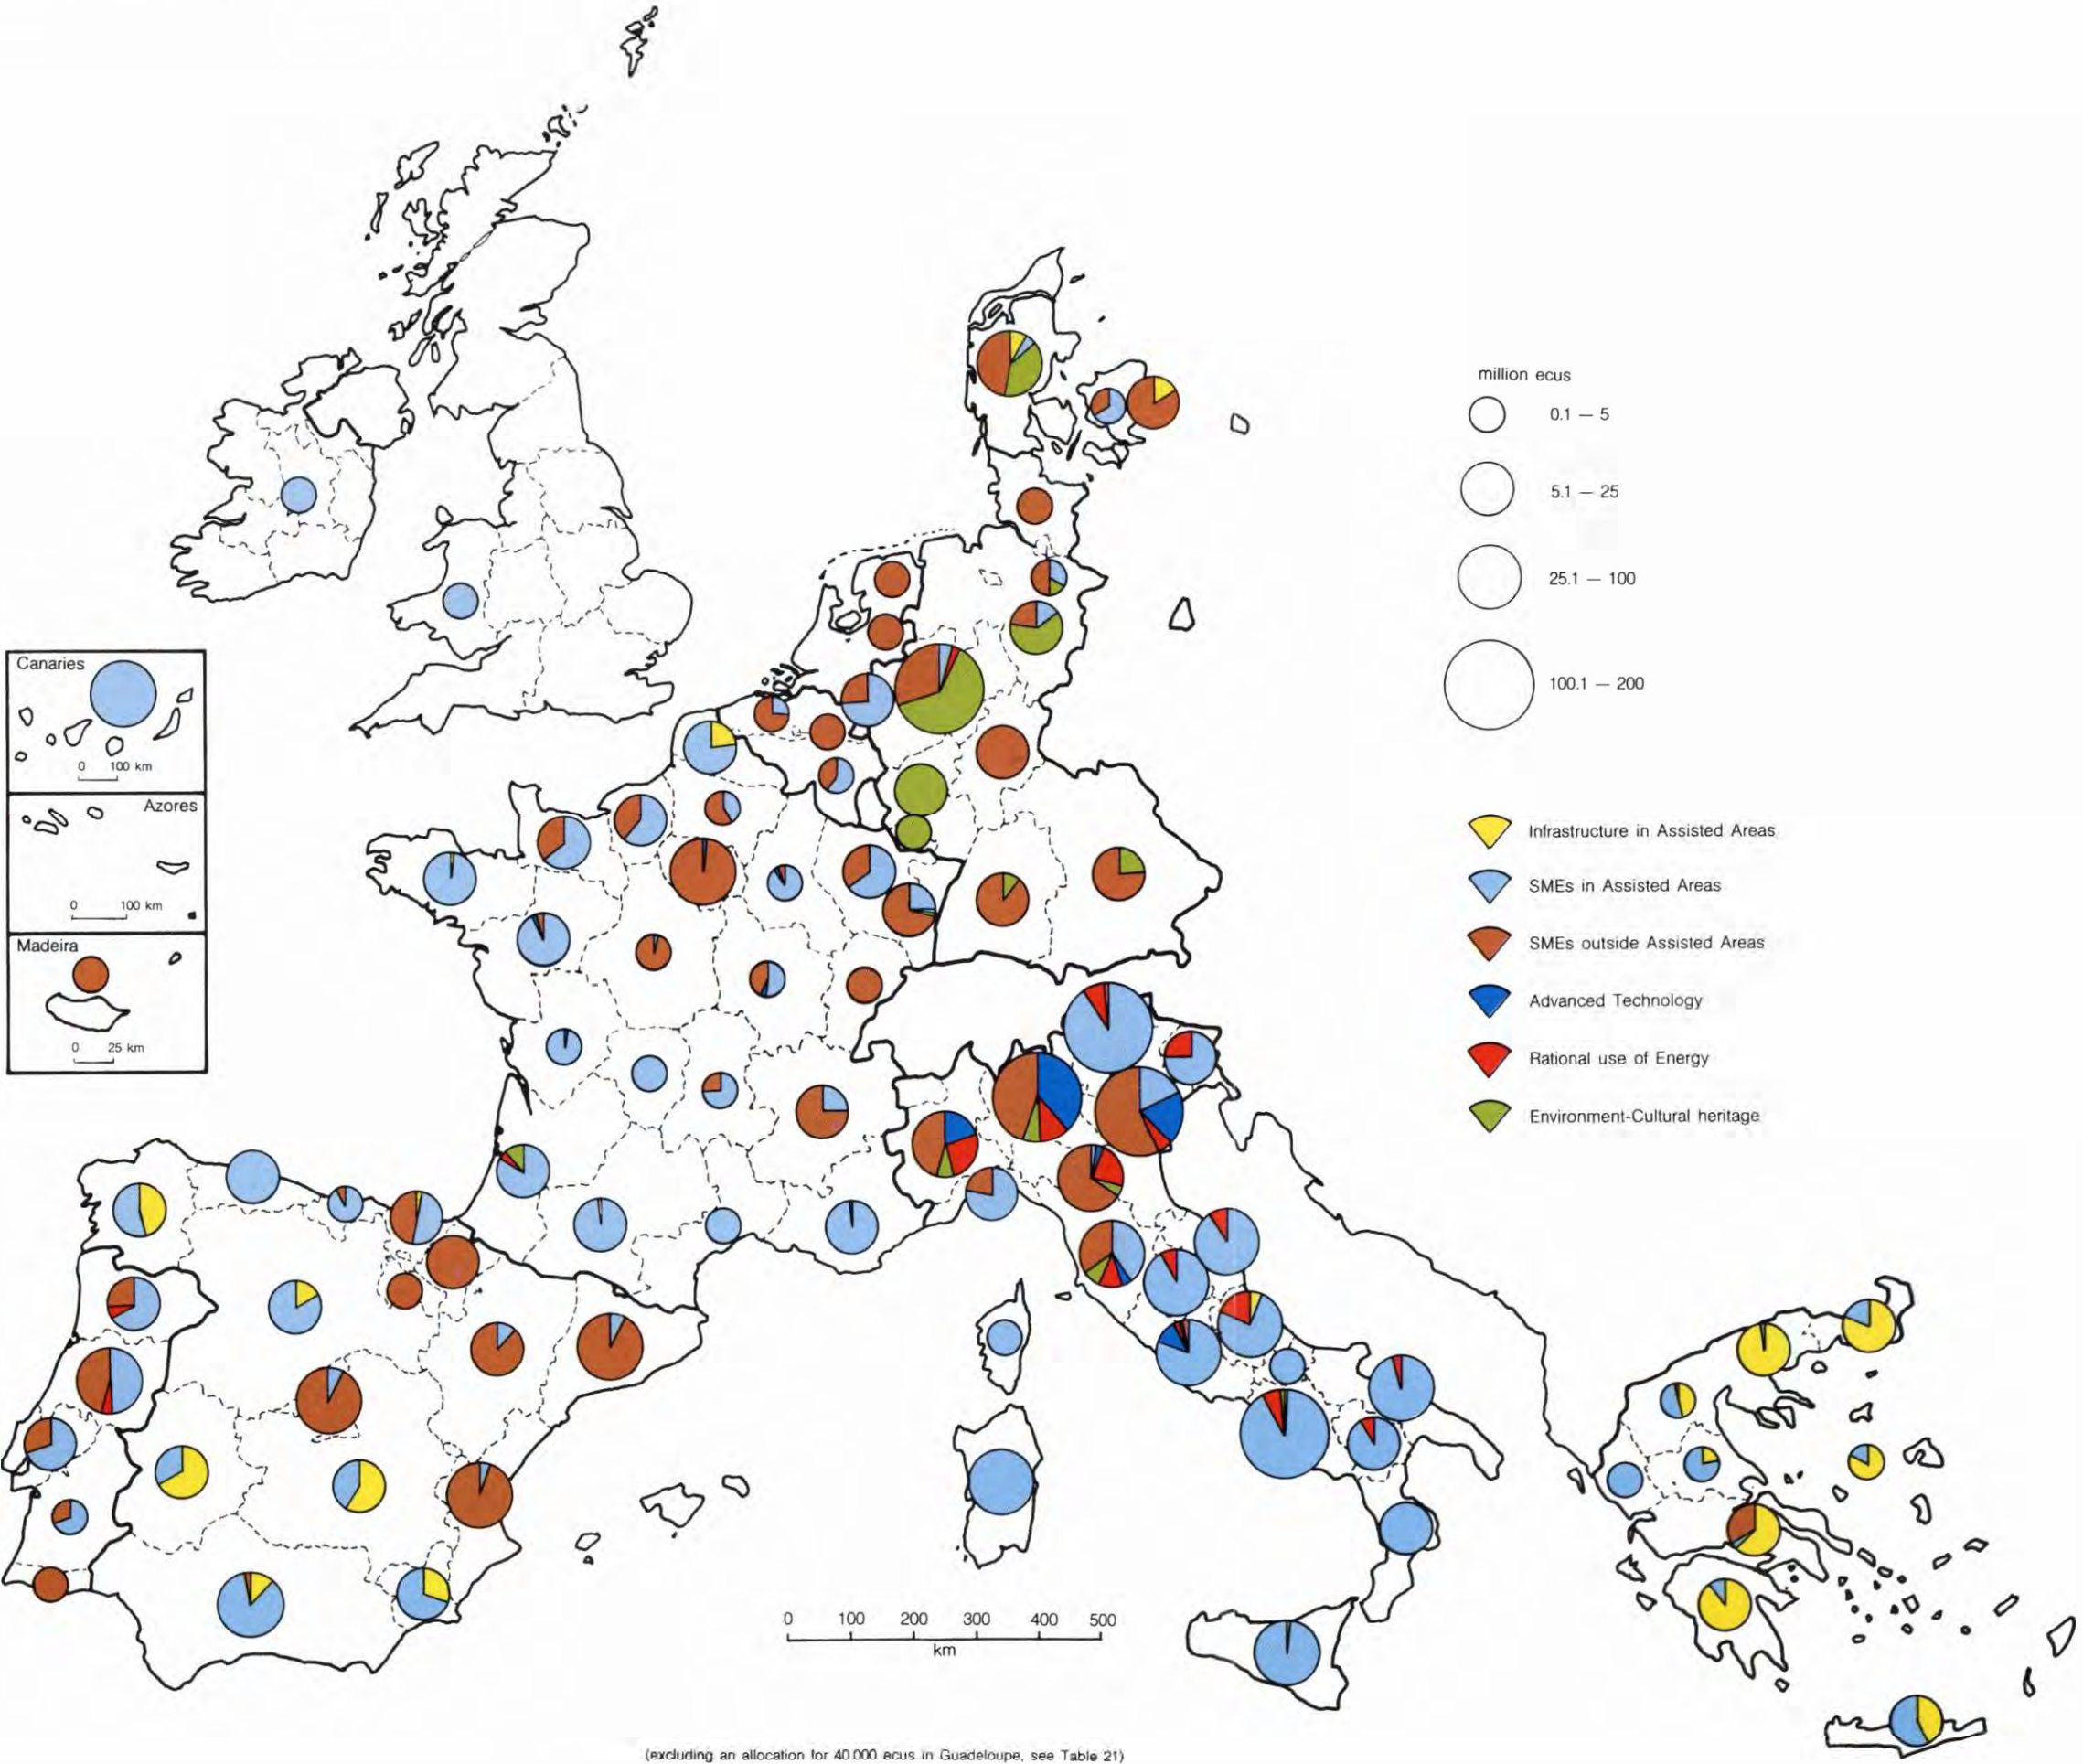 million ecus
0.1 — 5
5.1 — 25
25.1 — 100
100.1 — 200
Canaries
0 100 km
Azores
0 100 km
Madeira
0 25 km
Infrastructure in Assisted Areas
SMEs in Assisted Areas
SMEs outside Assisted Areas
Advanced Technology
Rational use of Energy
Environment-Cultural heritage
0 100 200 300 400 500
km
(excluding an allocation for 40 000 ecus in Guadeloupe, see Table 21)